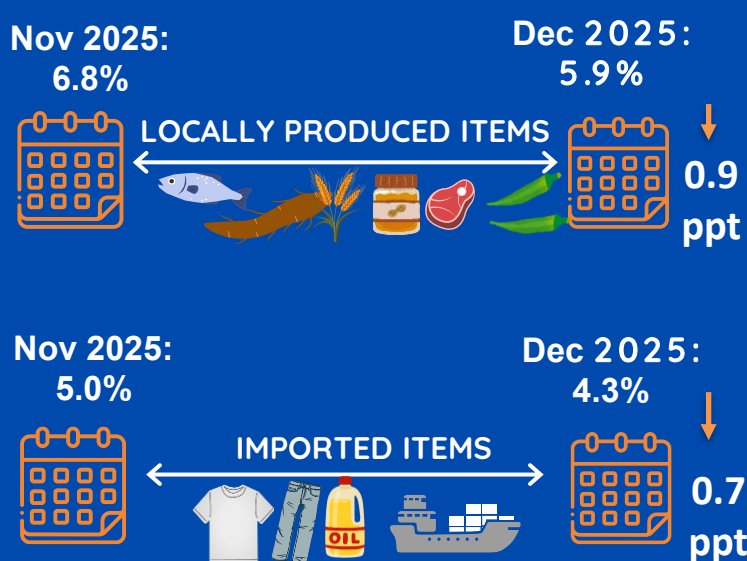 Nov 2025:
6.8%
Dec 2025:
5.9%
LOCALLY PRODUCED ITEMS
0.9
ppt
Nov 2025:
5.0%
Dec 2025:
4.3%
IMPORTED ITEMS
OIL
0.7
ppt